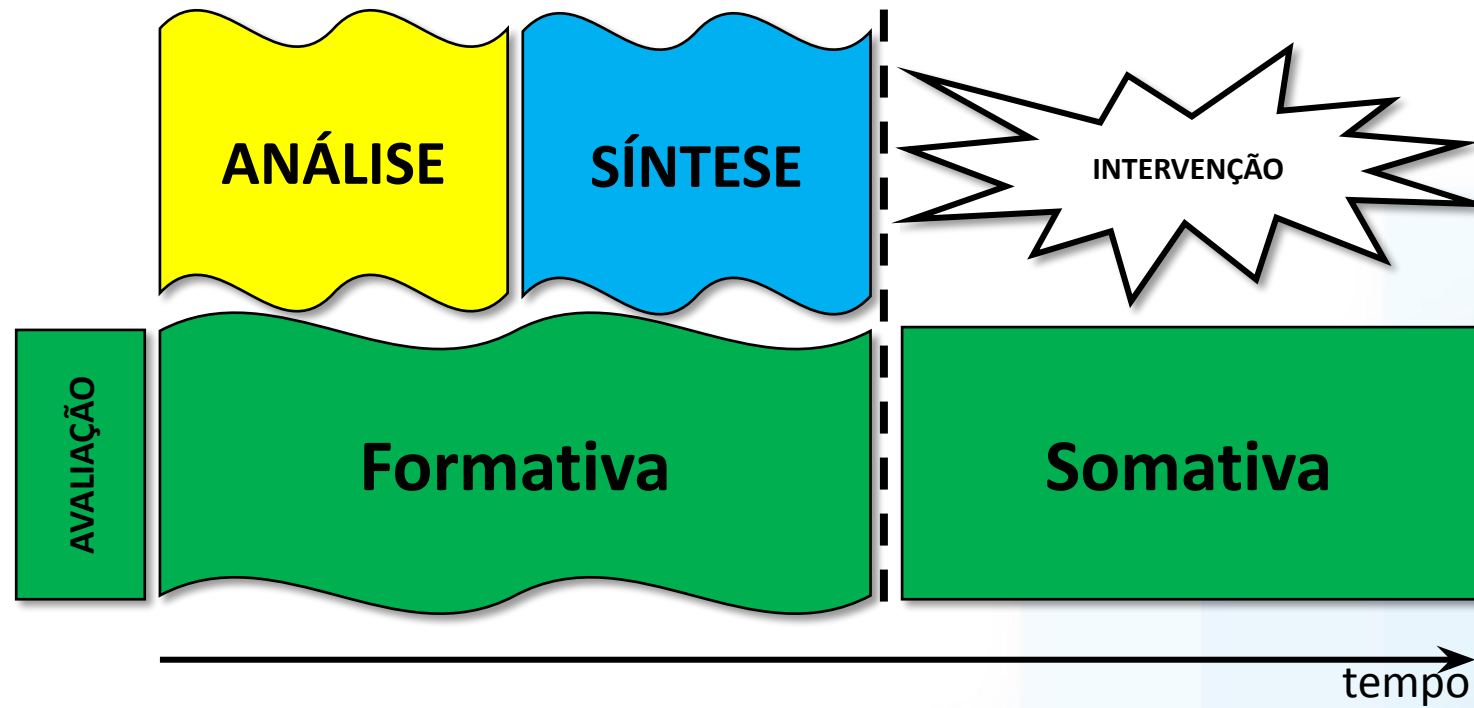 ANÁLISE
SÍNTESE
INTERVENÇÃO
AVALIAÇÃO
Formativa
Somativa
tempo